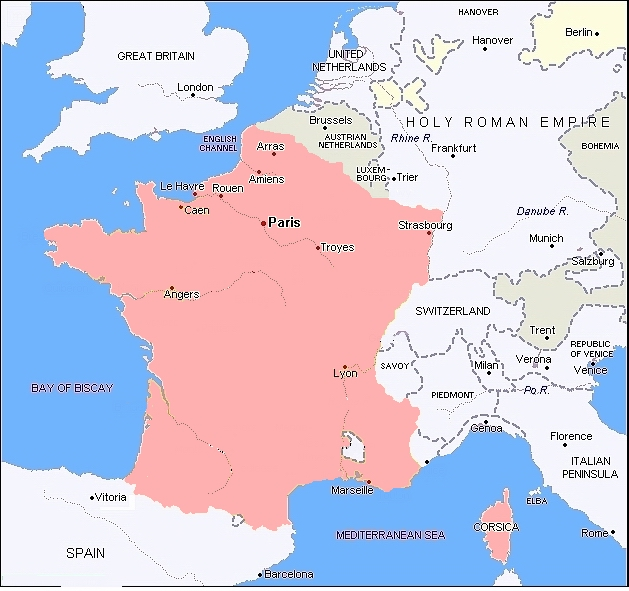 HANOVER
Berlin
Hanover
GREAT BRITAIN
UNITED
NETHERLANDS
London
HOLY ROMAN EMPIRE
Brussels
ENGLISH
CHANNEL
AUSTRIAN
NETHERLANDS
Rhine R.
Arras
Frankfurt
BOHEMIA
LUXEM-
BOURG
Trier
Amiens
Le Havre
Rouen
Caen
Paris
Strasbourg
Danube R.
Munich
Troyes
Salzburg
Angers
SWITZERLAND
Trent
REPUBLIC
OF VENICE
SAVOY
Milan
Verona
Venice
Lyon
BAY OF BISCAY
PIEDMONT
Po R.
Genoa
Florence
ITALIAN
PENINSULA
Marseille
Vitoria
ELBA
CORSICA
MEDITERRANEAN SEA
Rome
SPAIN
Barcelona